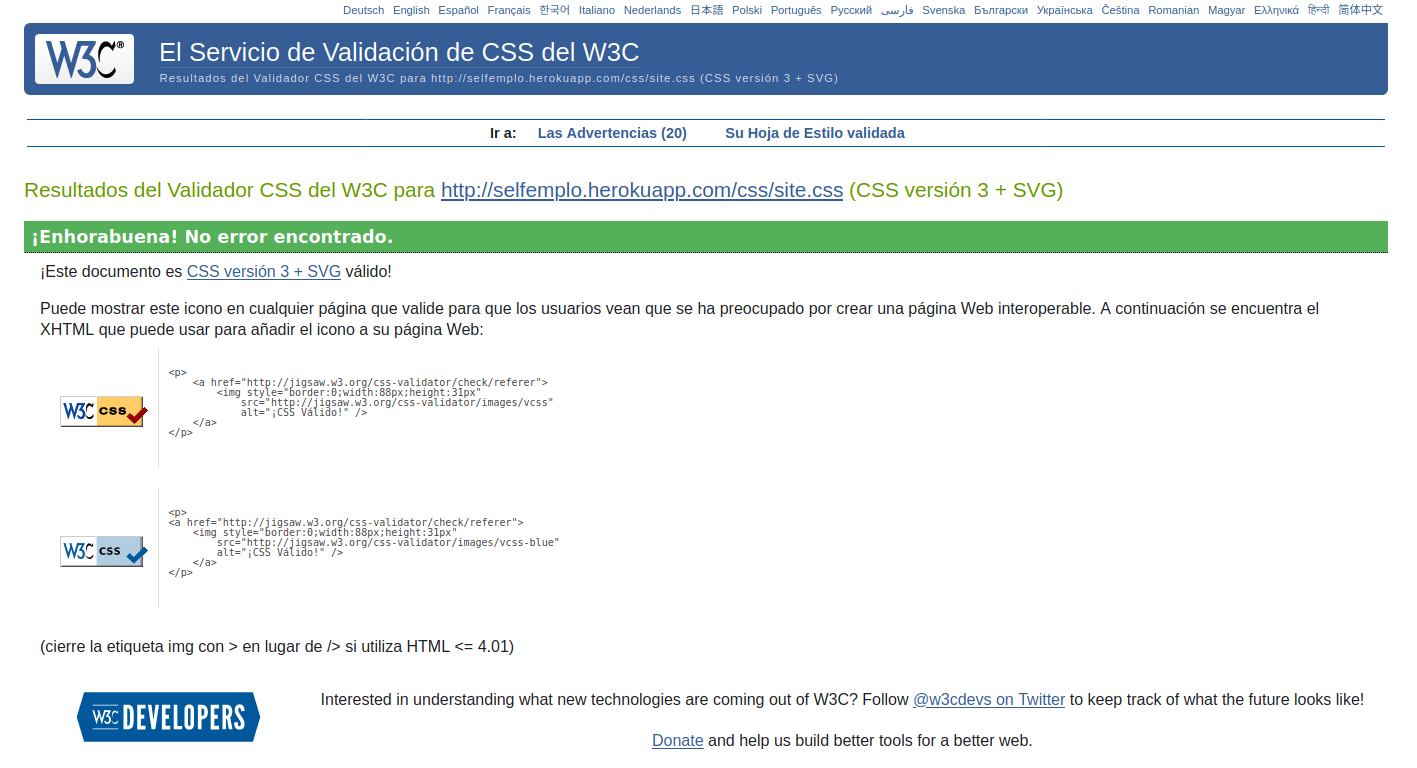 Deutsch English Español Français 한국어 Italiano Nederlands 日本語 Polski Português Русский فارسی Svenska Български Українська Čeština Romanian Magyar Ελληνικά हिन्दी 简体中文
W3C®
El Servicio de Validación de CSS del W3C
Resultados del Validador CSS del W3C para http://selfemplo.herokuapp.com/css/site.css (CSS versión 3 + SVG)
Ir a: Las Advertencias (20) Su Hoja de Estilo validada
Resultados del Validador CSS del W3C para http://selfemplo.herokuapp.com/css/site.css (CSS versión 3 + SVG)
¡Enhorabuena! No error encontrado.
¡Este documento es CSS versión 3 + SVG válido!
Puede mostrar este icono en cualquier página que valide para que los usuarios vean que se ha preocupado por crear una página Web interoperable. A continuación se encuentra el
XHTML que puede usar para añadir el icono a su página Web:
W3C css
<p>
<a href="http://jigsaw.w3.org/css-validator/check/referer">
<img style="border:0;width:88px;height:31px"
src="http://jigsaw.w3.org/css-validator/images/vcss"
alt="¡CSS Válido!" />
</a>
</p>
W3C css
<p>
<a href="http://jigsaw.w3.org/css-validator/check/referer">
<img style="border:0;width:88px;height:31px"
src="http://jigsaw.w3.org/css-validator/images/vcss-blue"
alt="¡CSS Válido!" />
</a>
</p>
(cierre la etiqueta img con > en lugar de /> si utiliza HTML <= 4.01)
W3C DEVELOPERS
Interested in understanding what new technologies are coming out of W3C? Follow @w3cdevs on Twitter to keep track of what the future looks like!
Donate and help us build better tools for a better web.